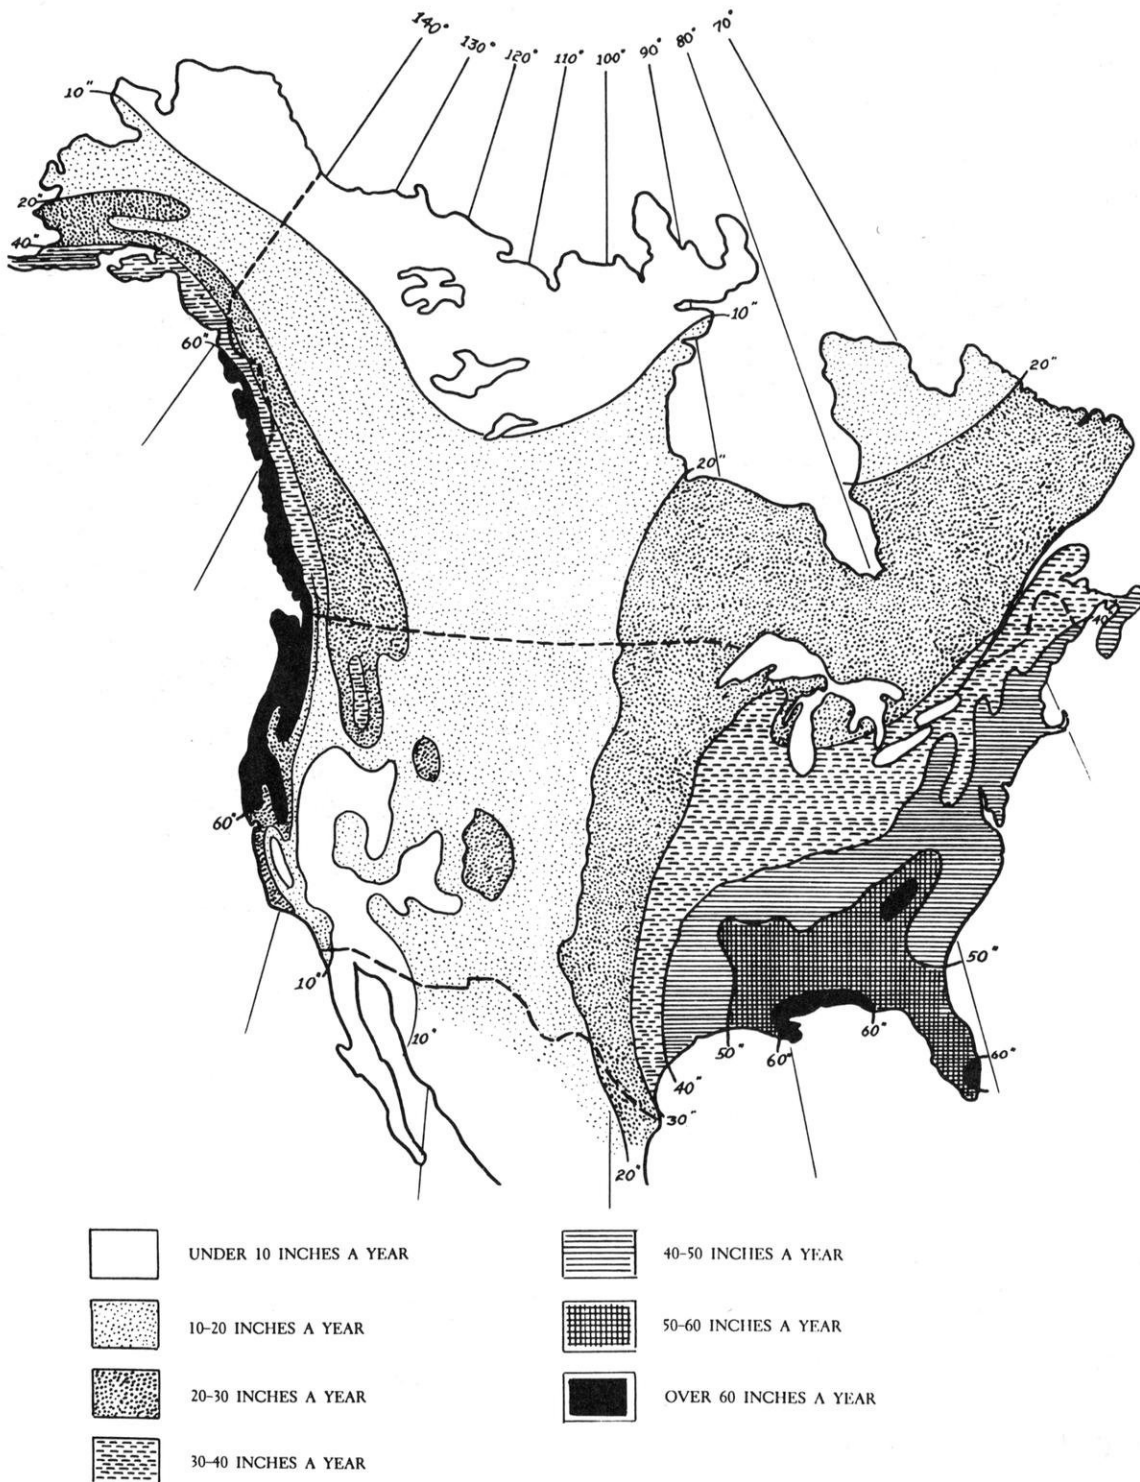 140° 130° 120° 110° 100° 90° 80° 70°
10"
20"
40"
60"
10"
20"
20"
40"
60"
10"
10"
50"
60"
50"
60"
60"
40"
30"
20"
UNDER 10 INCHES A YEAR
10-20 INCHES A YEAR
20-30 INCHES A YEAR
30-40 INCHES A YEAR
40-50 INCHES A YEAR
50-60 INCHES A YEAR
OVER 60 INCHES A YEAR